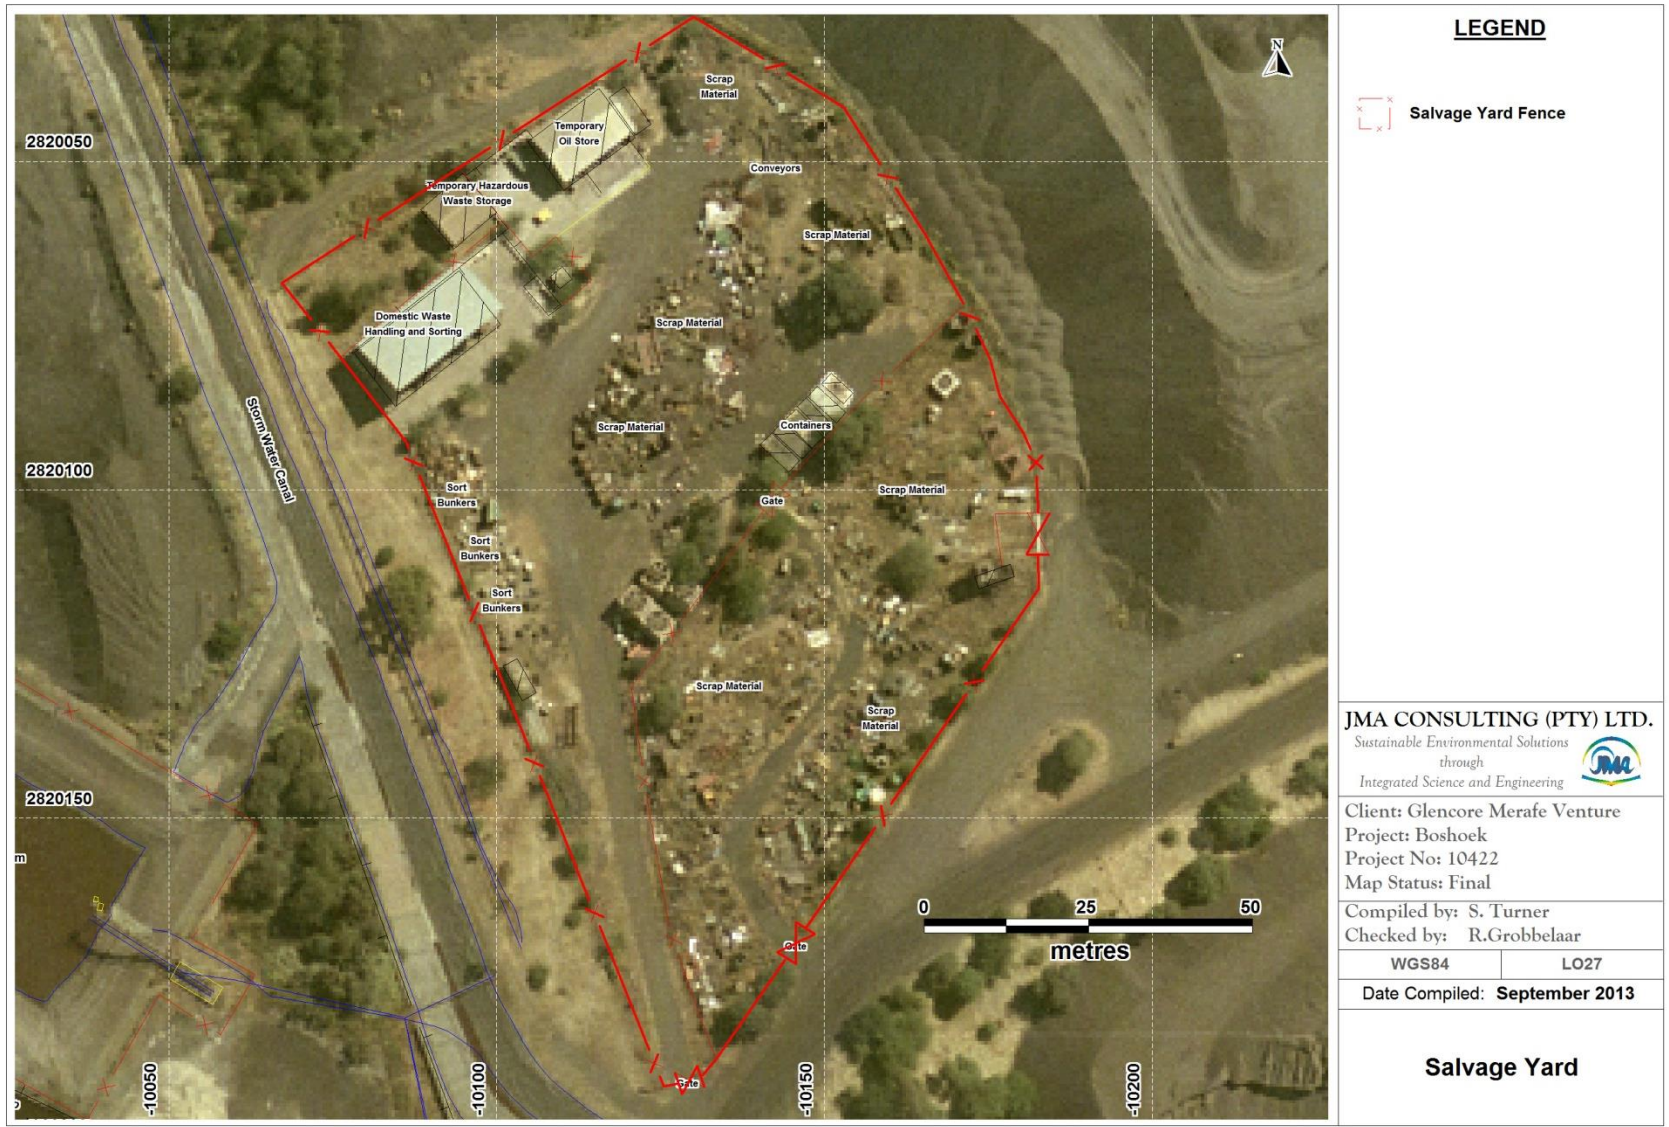 N
Scrap
Material
Temporary
Oil Store
2820050
Conveyors
Temporary Hazardous
Waste Storage
Scrap Material
Domestic Waste
Handling and Sorting
Scrap Material
Storm Water Canal
Scrap Material
Containers
2820100
Sort
Bunkers
Scrap Material
Gate
Sort
Bunkers
Sort
Bunkers
Scrap Material
Scrap
Material
2820150
m
0 25 50
metres
Gate
Gate
-10050
-10100
-10150
-10200
LEGEND
Salvage Yard Fence
JMA CONSULTING (PTY) LTD.
Sustainable Environmental Solutions
through
Integrated Science and Engineering
JMA
Client: Glencore Merafe Venture
Project: Boshoek
Project No: 10422
Map Status: Final
Compiled by: S. Turner
Checked by: R.Grobbelaar
WGS84 LO27
Date Compiled: September 2013
Salvage Yard